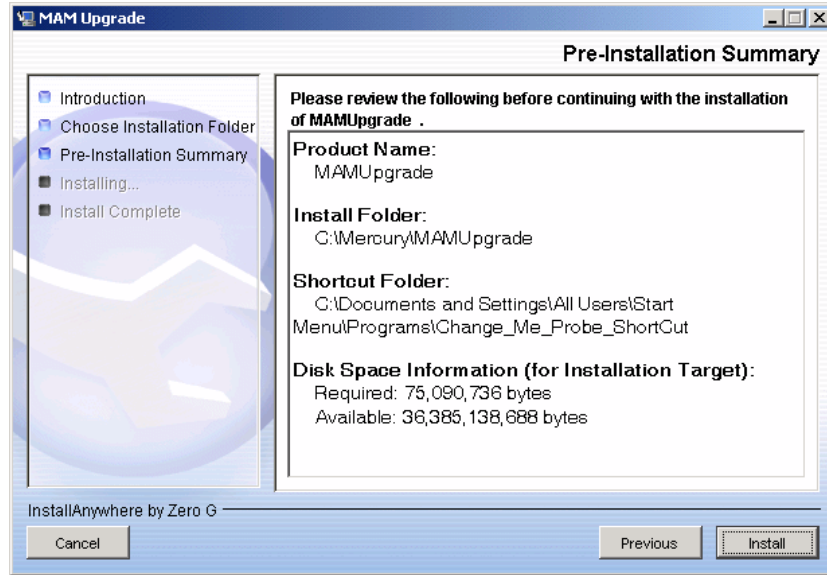 MAM Upgrade
Pre-Installation Summary
Introduction
Choose Installation Folder
Pre-Installation Summary
Installing...
Install Complete
Please review the following before continuing with the installation
of MAMUpgrade .
Product Name:
MAMUpgrade
Install Folder:
C:\Mercury\MAMUpgrade
Shortcut Folder:
C:\Documents and Settings\All Users\Start
Menu\Programs\Change_Me_Probe_ShortCut
Disk Space Information (for Installation Target):
Required: 75,090,736 bytes
Available: 36,385,138,688 bytes
InstallAnywhere by Zero G
Cancel
Previous
Install